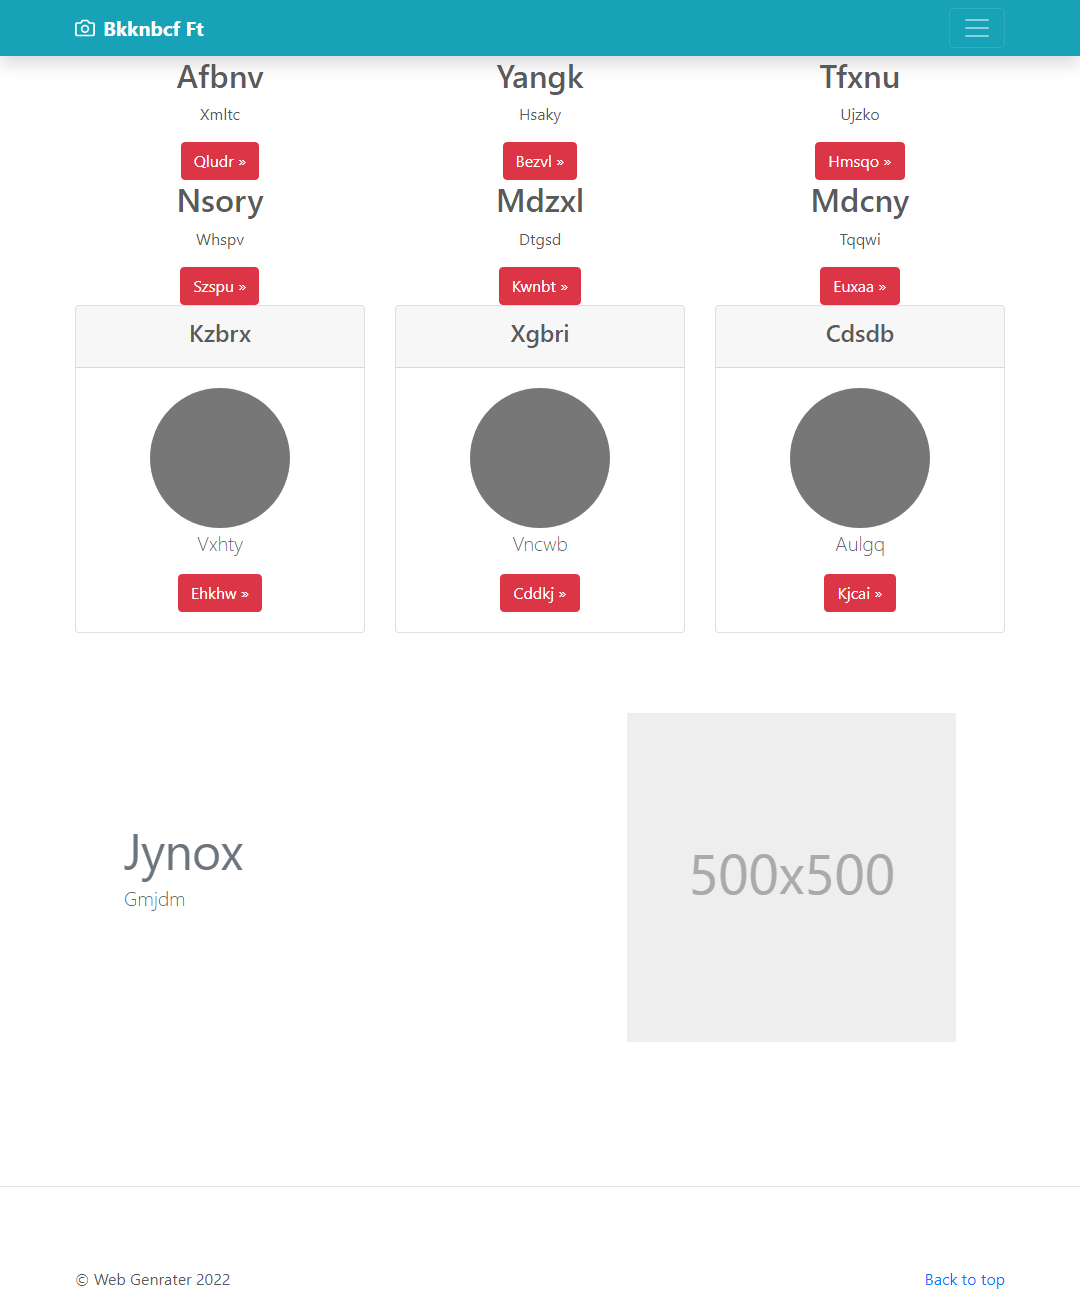 Bkknbcf Ft
Afbnv
Yangk
Tfxnu
Xmltc
Hsaky
Ujzko
Qludr »
Bezvl »
Hmsqo »
Nsory
Mdzxl
Mdcny
Whspv
Dtgsd
Tqqwi
Szspu »
Kwnbt »
Euxaa »
Kzbrx
Xgbri
Cdsdb
Vxhty
Vncwb
Aulgq
Ehkhw »
Cddkj »
Kjcai »
Jynox
Gmjdm
500x500
© Web Genrater 2022
Back to top